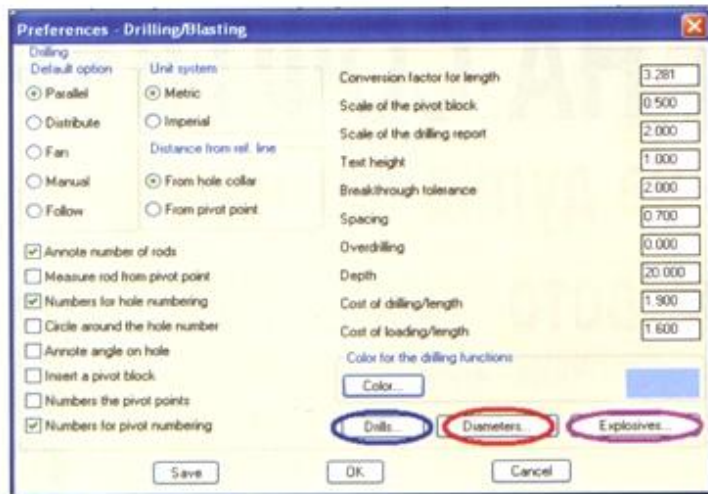 Preferences - Drilling/Blasting
Drilling
Default option
Parallel
Distribute
Fan
Manual
Follow
Unit system
Metric
Imperial
Distance from ref. line
From hole collar
From pivot point
Annote number of rods
Measure rod from pivot point
Numbers for hole numbering
Circle around the hole number
Annote angle on hole
Insert a pivot block
Numbers the pivot points
Numbers for pivot numbering
Conversion factor for length 3.281
Scale of the pivot block 0.500
Scale of the drilling report 2.000
Text height 1.000
Breakthrough tolerance 2.000
Spacing 0.700
Overdrilling 0.000
Depth 20.000
Cost of drilling/length 1.900
Cost of loading/length 1.600
Color for the drilling functions
Color...
Drills... Diameters... Explosives...
Save OK Cancel